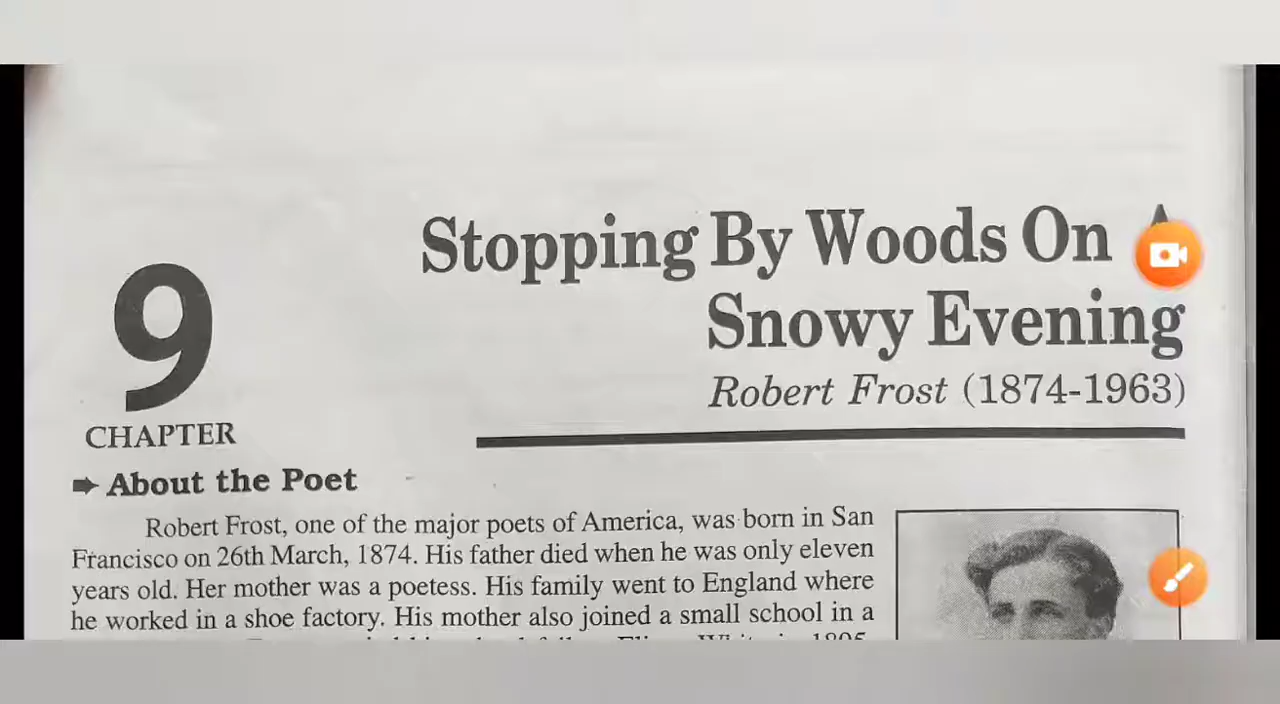 9
CHAPTER
Stopping By Woods On
Snowy Evening
Robert Frost (1874-1963)
About the Poet
Robert Frost, one of the major poets of America, was born in San
Francisco on 26th March, 1874. His father died when he was only eleven
years old. Her mother was a poetess. His family went to England where
he worked in a shoe factory. His mother also joined a small school in a